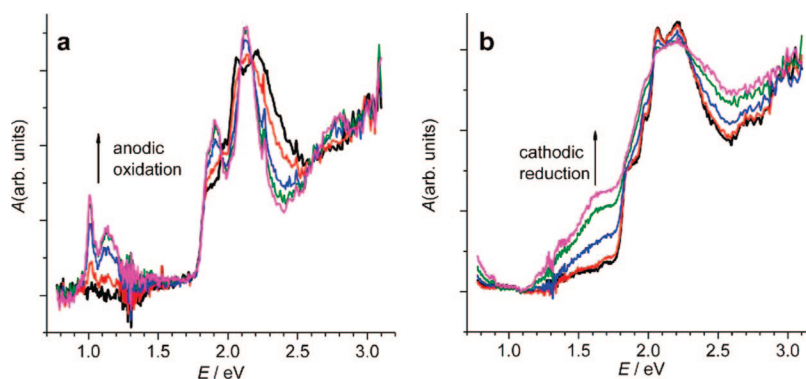 a
A(arb. units)
anodic
oxidation
1.0 1.5 2.0 2.5 3.0
E / eV
b
A(arb. units)
cathodic
reduction
1.0 1.5 2.0 2.5 3.0
E / eV